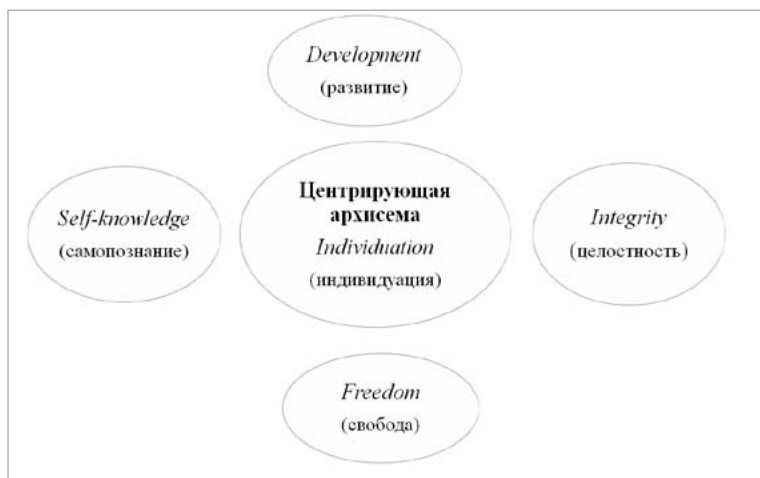 Development
(развитие)
Self-knowledge
(самопознание)
Центрирующая
архисема
Individuation
(индивидуация)
Integrity
(целостность)
Freedom
(свобода)